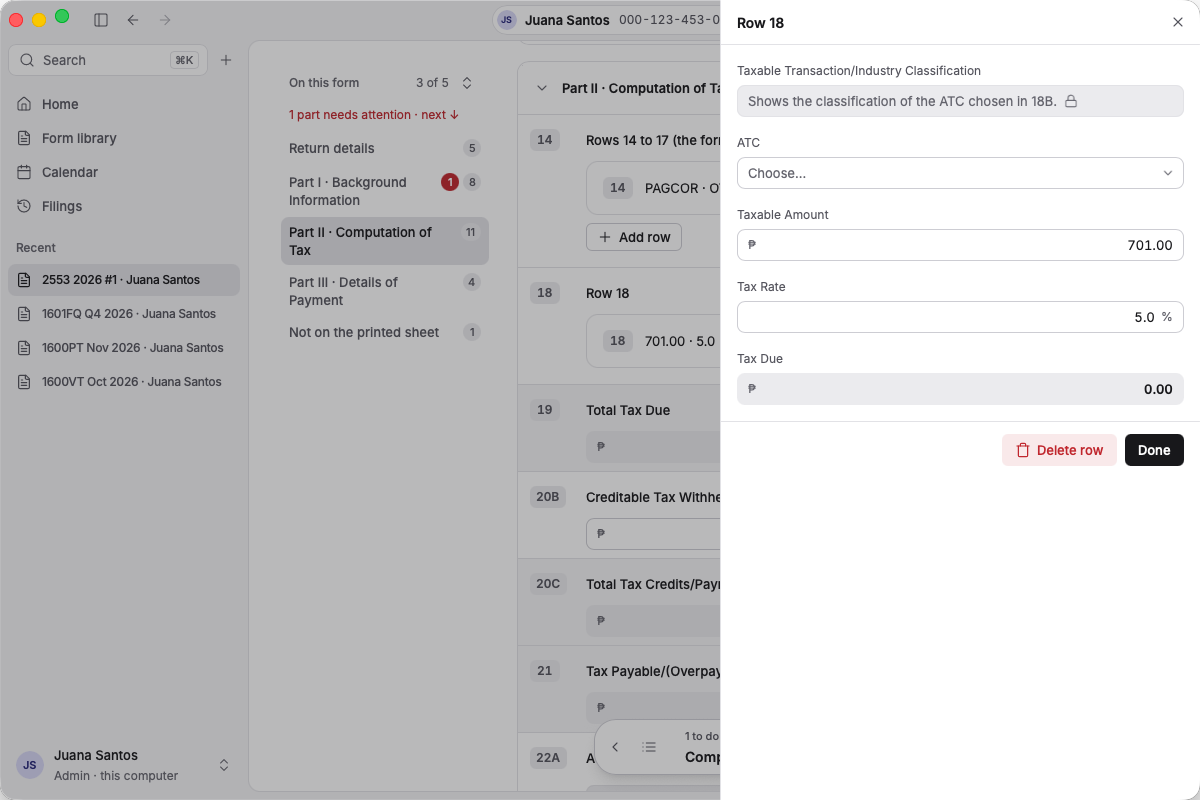 JS Juana Santos 000-123-453-0
Search ⌘K
Home
Form library
Calendar
Filings
Recent
2553 2026 #1 · Juana Santos
1601FQ Q4 2026 · Juana Santos
1600PT Nov 2026 · Juana Santos
1600VT Oct 2026 · Juana Santos
JS Juana Santos
Admin · this computer
On this form 3 of 5
1 part needs attention · next ↓
Return details 5
Part I · Background 1 8
Information
Part II · Computation of 11
Tax
Part III · Details of 4
Payment
Not on the printed sheet 1
Part II · Computation of Ta
14 Rows 14 to 17 (the for
14 PAGCOR · O
+ Add row
18 Row 18
18 701.00 · 5.0
19 Total Tax Due
₱
20B Creditable Tax Withhe
₱
20C Total Tax Credits/Pay
₱
21 Tax Payable/(Overpay
₱
22A A
1 to do
Comp
Row 18
Taxable Transaction/Industry Classification
Shows the classification of the ATC chosen in 18B.
ATC
Choose...
Taxable Amount
₱ 701.00
Tax Rate
5.0 %
Tax Due
₱ 0.00
Delete row Done